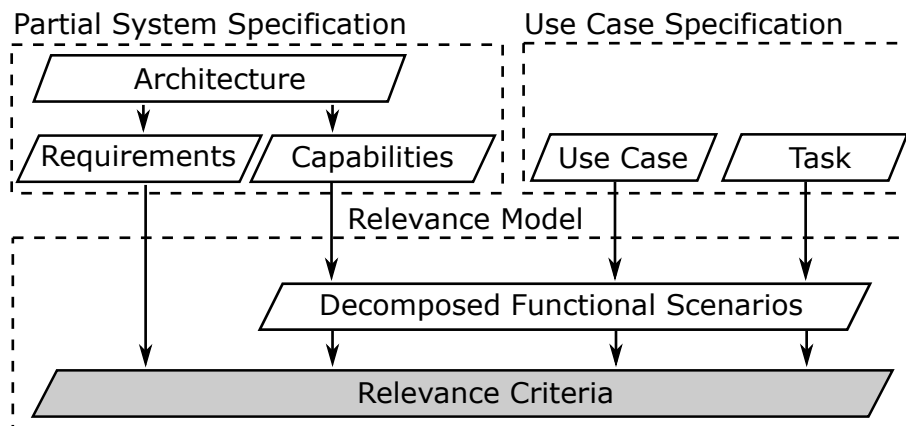 Partial System Specification
Use Case Specification
Architecture
Requirements
Capabilities
Use Case
Task
Relevance Model
Decomposed Functional Scenarios
Relevance Criteria